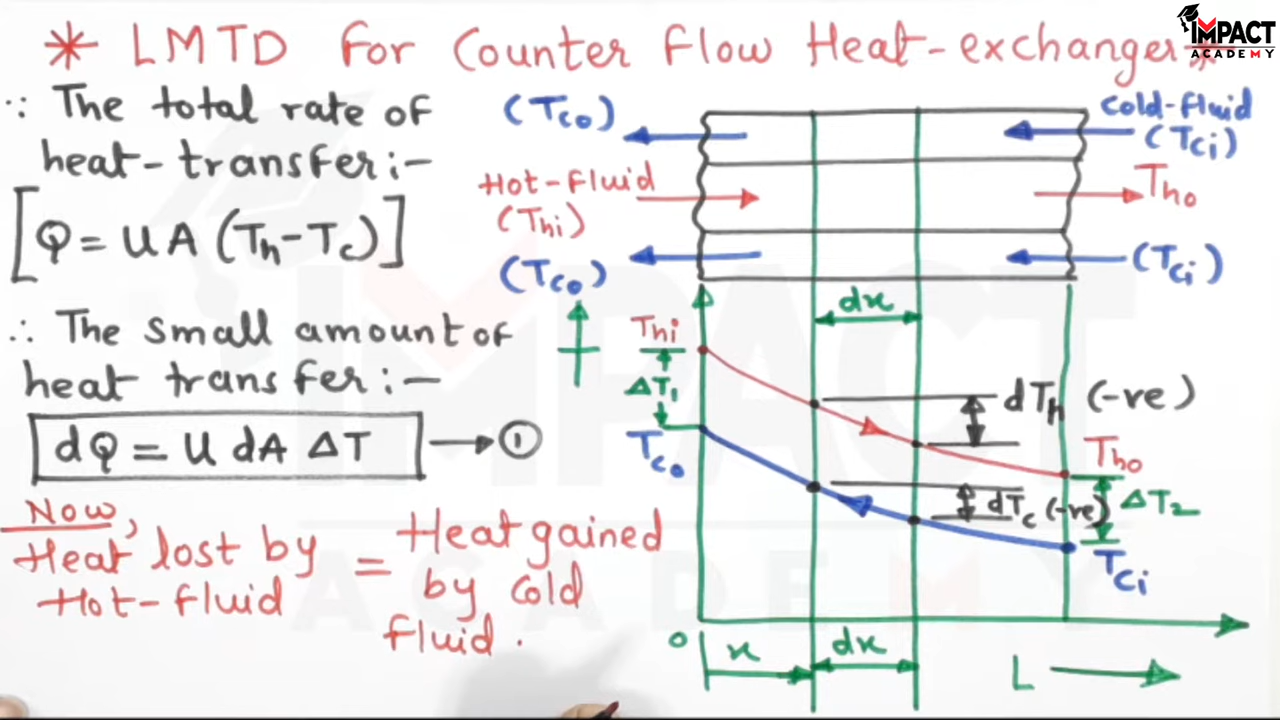 IMPACT
ACADEMY
* LMTD for Counter Flow Heat-exchanger *
∵ The total rate of
heat-transfer:-
[Q = UA (Th-Tc)]
∴ The small amount of
heat transfer:-
dQ = U dA ΔT → ①
Now,
Heat lost by
Hot-fluid
=
Heat gained
by cold
fluid.
(Tco)
Cold-fluid
(Tci)
Hot-fluid
(Thi)
Tho
(Tco)
(Tci)
dx
Thi
ΔT1
Tco
dTh (-ve)
Tho
dTc (-ve)
ΔT2
Tci
0
x
dx
L
IMPACT
ACADEMY